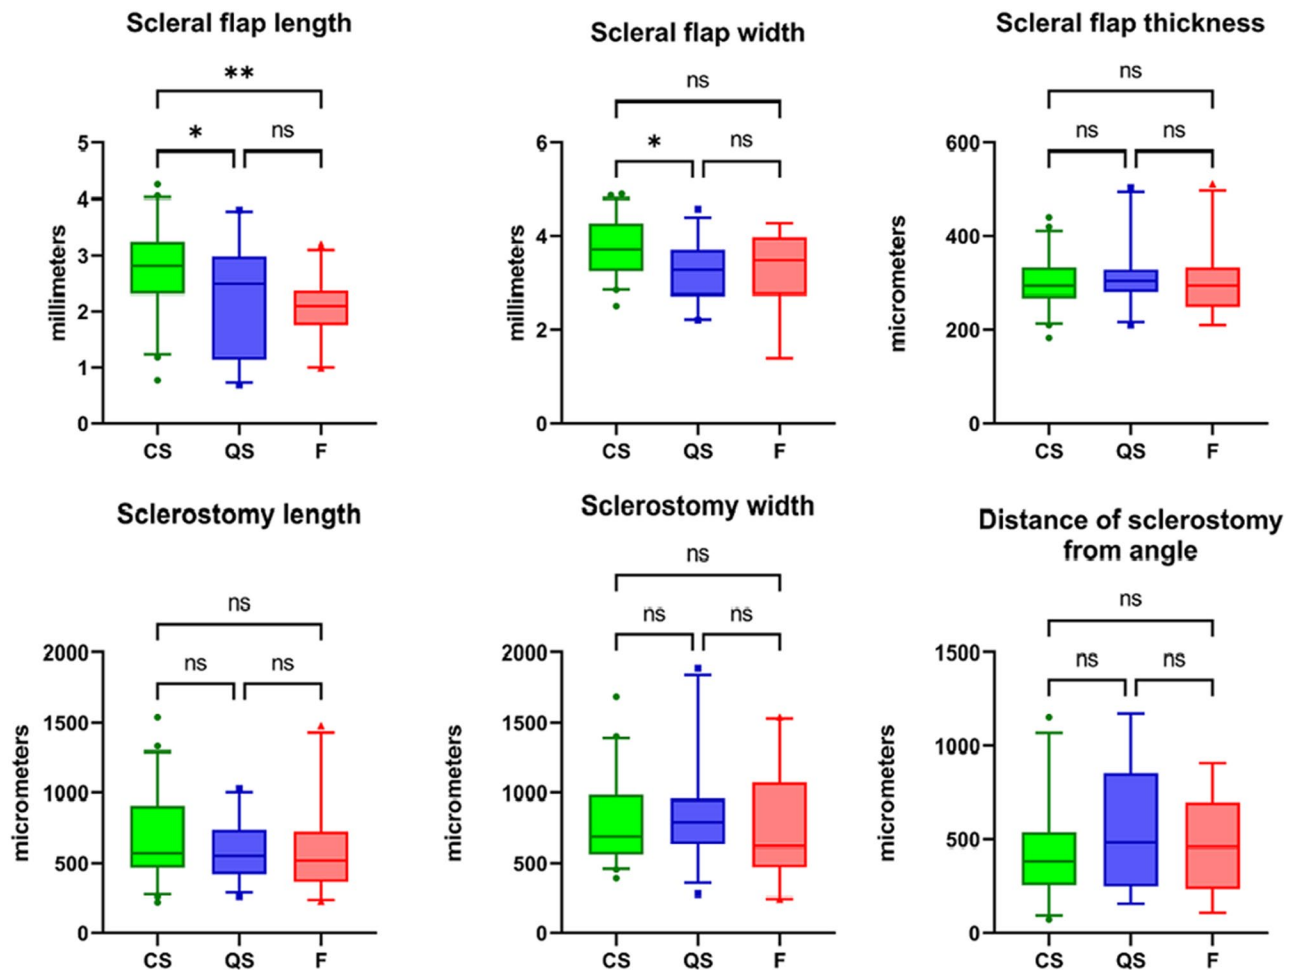 Scleral flap length
**
*
ns
5
4
3
2
1
0
millimeters
CS QS F
Scleral flap width
ns
*
ns
6
4
2
0
millimeters
CS QS F
Scleral flap thickness
ns
ns
ns
600
400
200
0
micrometers
CS QS F
Sclerostomy length
ns
ns
ns
2000
1500
1000
500
0
micrometers
CS QS F
Sclerostomy width
ns
ns
ns
2000
1500
1000
500
0
micrometers
CS QS F
Distance of sclerostomy
from angle
ns
ns
ns
1500
1000
500
0
micrometers
CS QS F